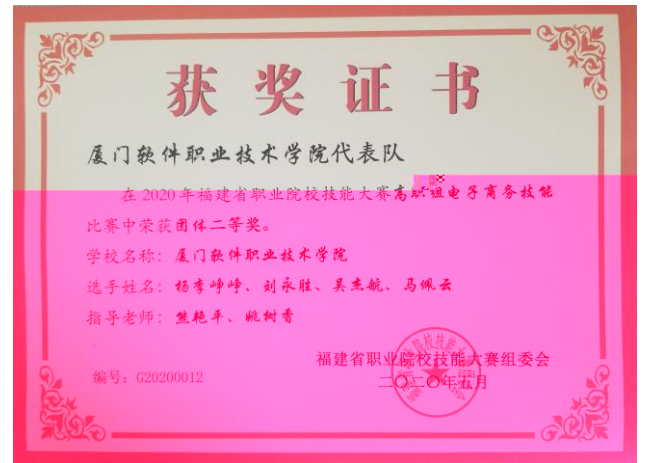 获奖证书
厦门软件职业技术学院代表队
在2020年福建省职业院校技能大赛高职组电子商务技能
比赛中荣获团体二等奖。
学校名称：厦门软件职业技术学院
选手姓名：杨李峥峥、刘永胜、吴杰航、马佩云
指导老师：熊艳平、姚树香
福建省职业院校技能大赛组委会
编号：G20200012
二〇二〇年五月